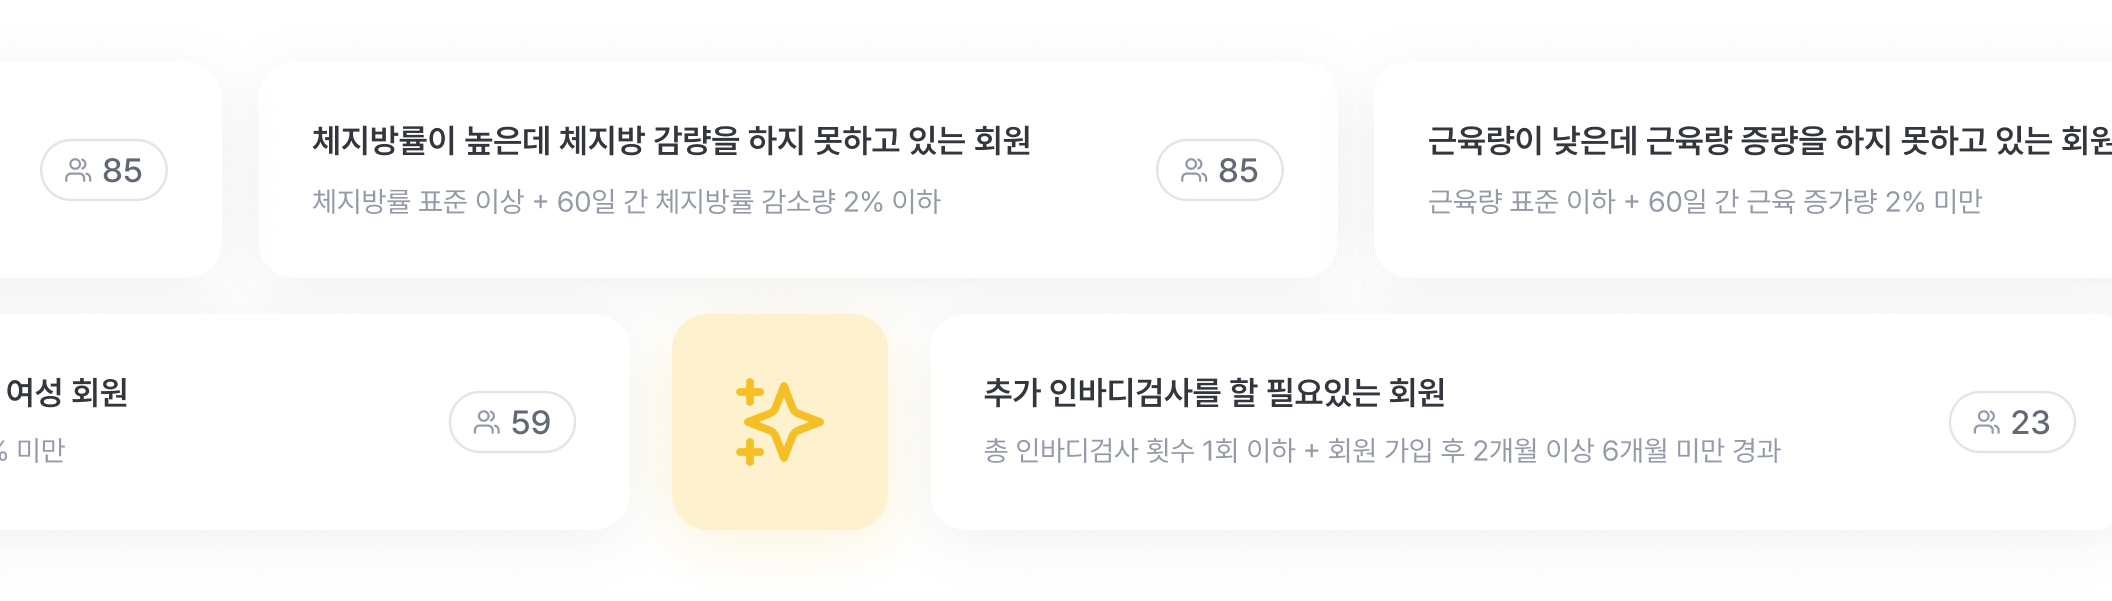 85
체지방률이 높은데 체지방 감량을 하지 못하고 있는 회원
체지방률 표준 이상 + 60일 간 체지방률 감소량 2% 이하
85
근육량이 낮은데 근육량 증량을 하지 못하고 있는 회원
근육량 표준 이하 + 60일 간 근육 증가량 2% 미만
여성 회원
% 미만
59
추가 인바디검사를 할 필요있는 회원
총 인바디검사 횟수 1회 이하 + 회원 가입 후 2개월 이상 6개월 미만 경과
23